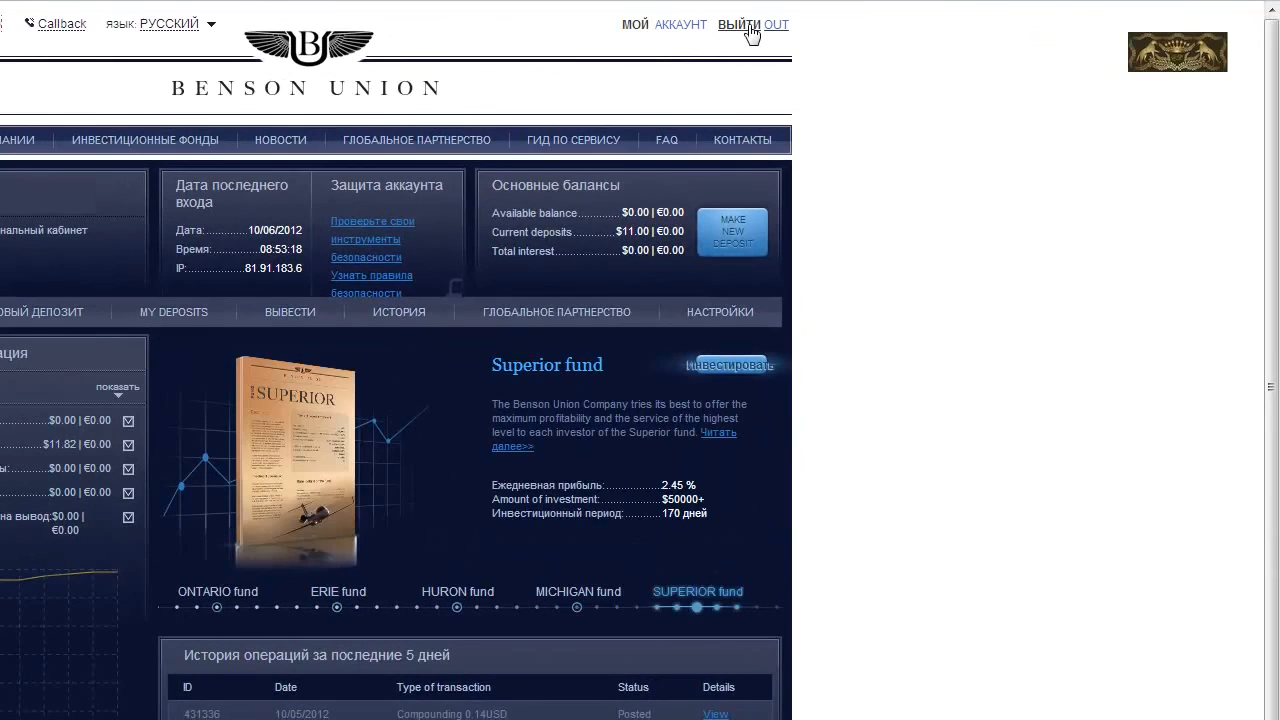 Callback язык: РУССКИЙ МОЙ АККАУНТ ВЫЙТИ OUT
B
BENSON UNION
АНИИ ИНВЕСТИЦИОННЫЕ ФОНДЫ НОВОСТИ ГЛОБАЛЬНОЕ ПАРТНЕРСТВО ГИД ПО СЕРВИСУ FAQ КОНТАКТЫ
нальный кабинет
Дата последнего
входа
Дата: 10/06/2012
Время: 08:53:18
IP: 81.91.183.6
Защита аккаунта
Проверьте свои
инструменты
безопасности
Узнать правила
безопасности
Основные балансы
Available balance $0.00 | €0.00
Current deposits $11.00 | €0.00
Total interest $0.00 | €0.00
MAKE
NEW
DEPOSIT
ОВЫЙ ДЕПОЗИТ MY DEPOSITS ВЫВЕСТИ ИСТОРИЯ ГЛОБАЛЬНОЕ ПАРТНЕРСТВО НАСТРОЙКИ
ация
показать
$0.00 | €0.00
$11.82 | €0.00
ы: $0.00 | €0.00
$0.00 | €0.00
на вывод: $0.00 |
€0.00
SUPERIOR
Superior fund
Инвестировать
The Benson Union Company tries its best to offer the
maximum profitability and the service of the highest
level to each investor of the Superior fund. Читать
далее>>
Ежедневная прибыль: 2.45 %
Amount of investment: $50000+
Инвестиционный период: 170 дней
ONTARIO fund ERIE fund HURON fund MICHIGAN fund SUPERIOR fund
История операций за последние 5 дней
ID Date Type of transaction Status Details
431336 10/05/2012 Compounding 0.14USD Posted View